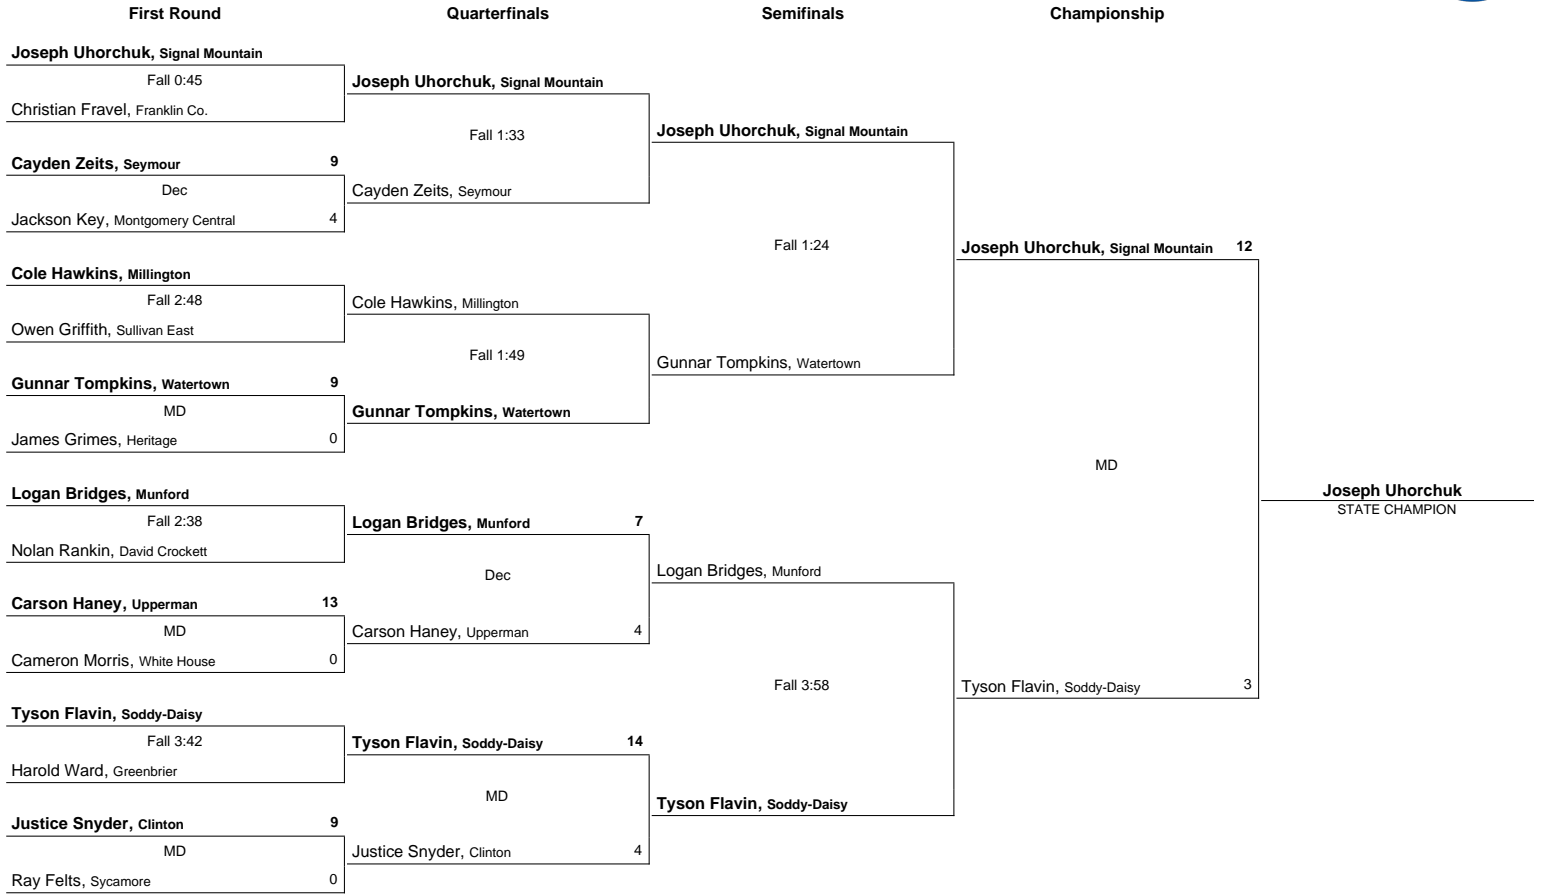 First Round Quarterfinals Semifinals Championship
Joseph Uhorchuk, Signal Mountain
Fall 0:45
Christian Fravel, Franklin Co.
Cayden Zeits, Seymour 9
Dec
Jackson Key, Montgomery Central 4
Cole Hawkins, Millington
Fall 2:48
Owen Griffith, Sullivan East
Gunnar Tompkins, Watertown 9
MD
James Grimes, Heritage 0
Logan Bridges, Munford
Fall 2:38
Nolan Rankin, David Crockett
Carson Haney, Upperman 13
MD
Cameron Morris, White House 0
Tyson Flavin, Soddy-Daisy
Fall 3:42
Harold Ward, Greenbrier
Justice Snyder, Clinton 9
MD
Ray Felts, Sycamore 0
Joseph Uhorchuk, Signal Mountain
Fall 1:33
Cayden Zeits, Seymour
Cole Hawkins, Millington
Fall 1:49
Gunnar Tompkins, Watertown
Logan Bridges, Munford 7
Dec
Carson Haney, Upperman 4
Tyson Flavin, Soddy-Daisy 14
MD
Justice Snyder, Clinton 4
Joseph Uhorchuk, Signal Mountain
Fall 1:24
Gunnar Tompkins, Watertown
Logan Bridges, Munford
Fall 3:58
Tyson Flavin, Soddy-Daisy
Joseph Uhorchuk, Signal Mountain 12
MD
Tyson Flavin, Soddy-Daisy 3
Joseph Uhorchuk
STATE CHAMPION